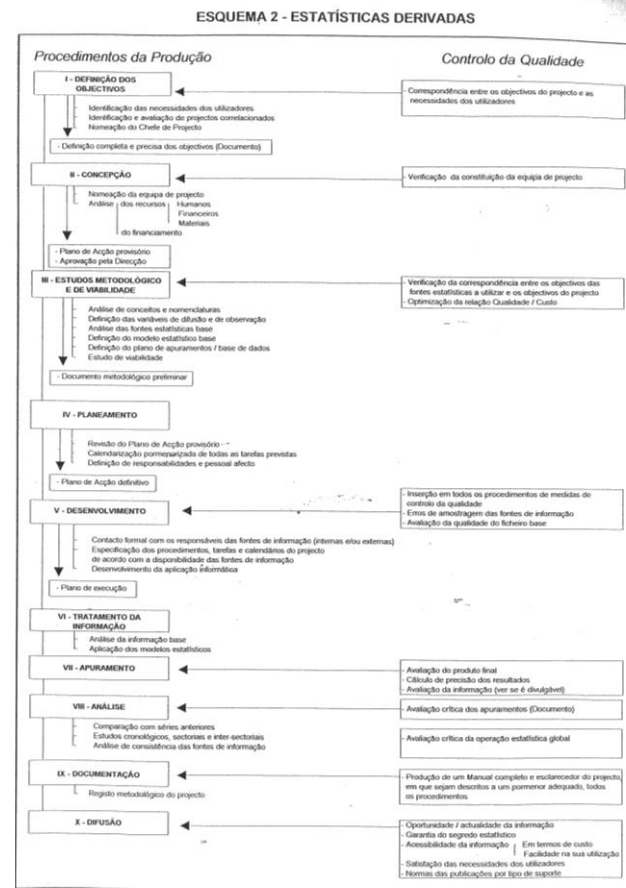 ESQUEMA 2 - ESTATÍSTICAS DERIVADAS
Procedimentos da Produção
Controlo da Qualidade
I - DEFINIÇÃO DOS
OBJECTIVOS
- Correspondência entre os objectivos do projecto e as
necessidades dos utilizadores
Identificação das necessidades dos utilizadores
Identificação e avaliação de projectos correlacionados
Nomeação do Chefe de Projecto
- Definição completa e precisa dos objectivos (Documento)
II - CONCEPÇÃO
- Verificação da constituição da equipa de projecto
Nomeação da equipa de projecto
Análise dos recursos Humanos
Financeiros
Materiais
do financiamento
- Plano de Acção provisório
- Aprovação pela Direcção
III - ESTUDOS METODOLÓGICO
E DE VIABILIDADE
- Verificação da correspondência entre os objectivos das
fontes estatísticas a utilizar e os objectivos do projecto
- Optimização da relação Qualidade / Custo
Análise de conceitos e nomenclaturas
Definição das variáveis de difusão e de observação
Análise das fontes estatísticas base
Definição do modelo estatístico base
Definição do plano de apuramentos / base de dados
Estudo de viabilidade
- Documento metodológico preliminar
IV - PLANEAMENTO
Revisão do Plano de Acção provisório
Calendarização pormenorizada de todas as tarefas previstas
Definição de responsabilidades e pessoal afecto
- Plano de Acção definitivo
V - DESENVOLVIMENTO
- Inserção em todos os procedimentos de medidas de
controlo da qualidade
- Erros de amostragem das fontes de informação
- Avaliação da qualidade do ficheiro base
Contacto formal com os responsáveis das fontes de informação (internas e/ou externas)
Especificação dos procedimentos, tarefas e calendários do projecto
de acordo com a disponibilidade das fontes de informação
Desenvolvimento da aplicação informática
- Plano de execução
VI - TRATAMENTO DA
INFORMAÇÃO
Análise da informação base
Aplicação dos modelos estatísticos
VII - APURAMENTO
- Avaliação do produto final
- Cálculo de precisão dos resultados
- Avaliação da informação (ver se é divulgável)
VIII - ANÁLISE
- Avaliação crítica dos apuramentos (Documento)
Comparação com séries anteriores
Estudos cronológicos, sectoriais e inter-sectoriais
Análise de consistência das fontes de informação
- Avaliação crítica da operação estatística global
IX - DOCUMENTAÇÃO
- Produção de um Manual completo e esclarecedor do projecto,
em que sejam descritos a um pormenor adequado, todos
os procedimentos
Registo metodológico do projecto
X - DIFUSÃO
- Oportunidade / actualidade da informação
- Garantia do segredo estatístico
- Acessibilidade da informação Em termos de custo
Facilidade na sua utilização
- Satisfação das necessidades dos utilizadores
- Normas das publicações por tipo de suporte